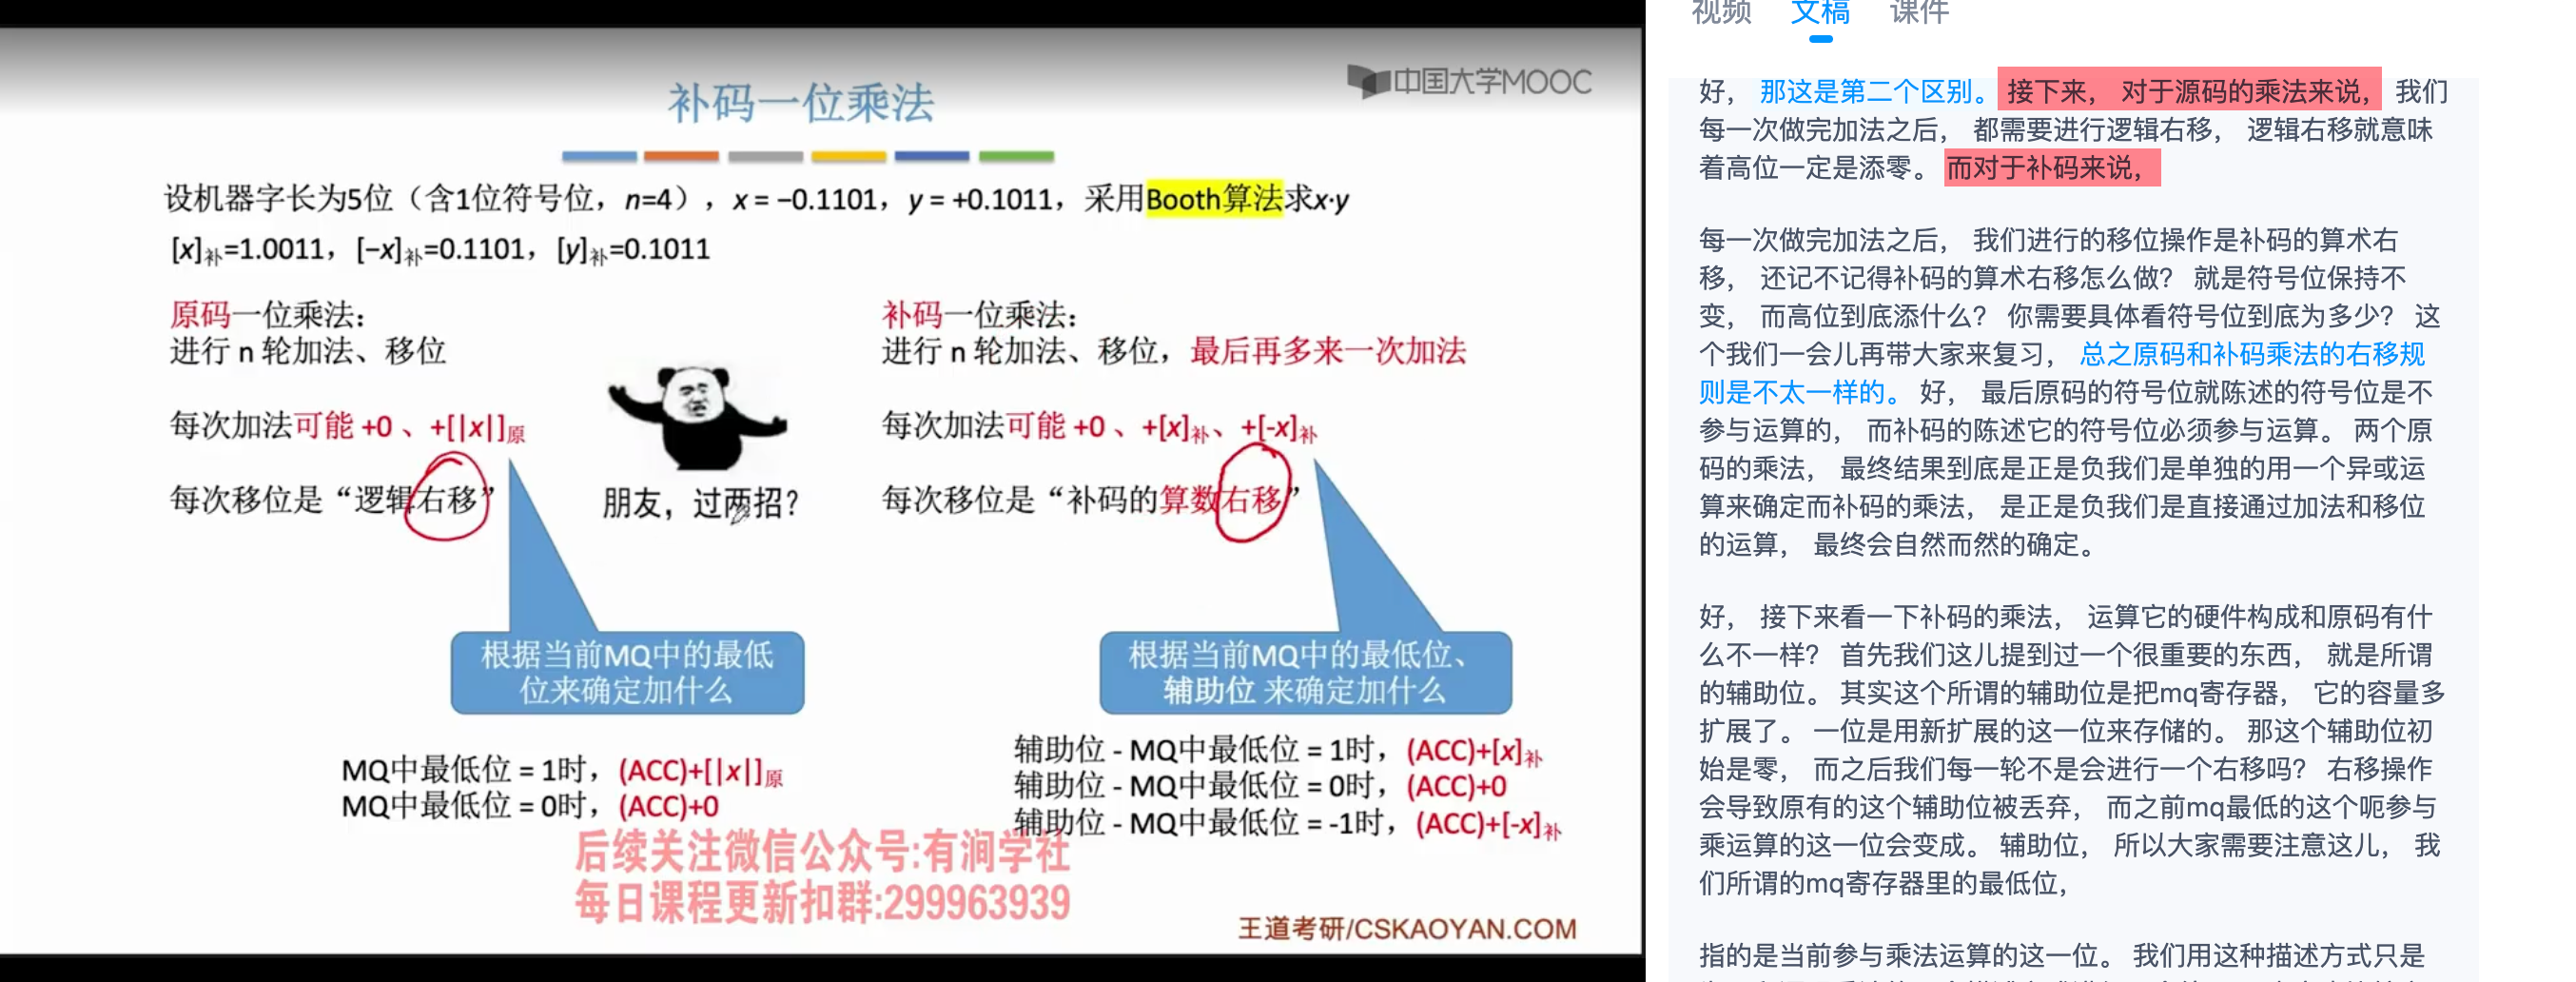 中国大学MOOC
补码一位乘法
设机器字长为5位（含1位符号位，n=4），x = −0.1101，y = +0.1011，采用Booth算法求x·y
[x]补=1.0011，[−x]补=0.1101，[y]补=0.1011
原码一位乘法：
进行 n 轮加法、移位
每次加法可能 +0 、+[|x|]原
每次移位是“逻辑右移”
朋友，过两招?
补码一位乘法：
进行 n 轮加法、移位，最后再多来一次加法
每次加法可能 +0 、+[x]补、+[-x]补
每次移位是“补码的算数右移”
根据当前MQ中的最低
位来确定加什么
根据当前MQ中的最低位、
辅助位 来确定加什么
MQ中最低位 = 1时，(ACC)+[|x|]原
MQ中最低位 = 0时，(ACC)+0
辅助位 - MQ中最低位 = 1时，(ACC)+[x]补
辅助位 - MQ中最低位 = 0时，(ACC)+0
辅助位 - MQ中最低位 = -1时，(ACC)+[-x]补
后续关注微信公众号:有涧学社
每日课程更新扣群:299963939
王道考研/CSKAOYAN.COM
视频 文稿 课件
好， 那这是第二个区别。 接下来， 对于源码的乘法来说， 我们
每一次做完加法之后， 都需要进行逻辑右移， 逻辑右移就意味
着高位一定是添零。 而对于补码来说，
每一次做完加法之后， 我们进行的移位操作是补码的算术右
移， 还记不记得补码的算术右移怎么做？ 就是符号位保持不
变， 而高位到底添什么？ 你需要具体看符号位到底为多少？ 这
个我们一会儿再带大家来复习， 总之原码和补码乘法的右移规
则是不太一样的。 好， 最后原码的符号位就陈述的符号位是不
参与运算的， 而补码的陈述它的符号位必须参与运算。 两个原
码的乘法， 最终结果到底是正是负我们是单独的用一个异或运
算来确定而补码的乘法， 是正是负我们是直接通过加法和移位
的运算， 最终会自然而然的确定。
好， 接下来看一下补码的乘法， 运算它的硬件构成和原码有什
么不一样？ 首先我们这儿提到过一个很重要的东西， 就是所谓
的辅助位。 其实这个所谓的辅助位是把mq寄存器， 它的容量多
扩展了。 一位是用新扩展的这一位来存储的。 那这个辅助位初
始是零， 而之后我们每一轮不是会进行一个右移吗？ 右移操作
会导致原有的这个辅助位被丢弃， 而之前mq最低的这个呃参与
乘运算的这一位会变成。 辅助位， 所以大家需要注意这儿， 我
们所谓的mq寄存器里的最低位，
指的是当前参与乘法运算的这一位。 我们用这种描述方式只是